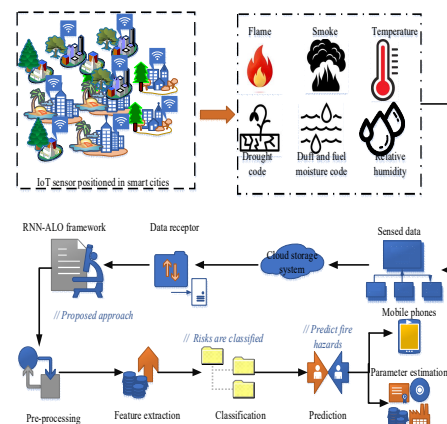 Flame Smoke Temperature
Drought
code
Duff and fuel
moisture code
Relative
humidity
IoT sensor positioned in smart cities
RNN-ALO framework
Data receptor
Cloud storage
system
Sensed data
// Proposed approach
// Risks are classified
// Predict fire
hazards
Mobile phones
Parameter estimation
Pre-processing
Feature extraction
Classification
Prediction